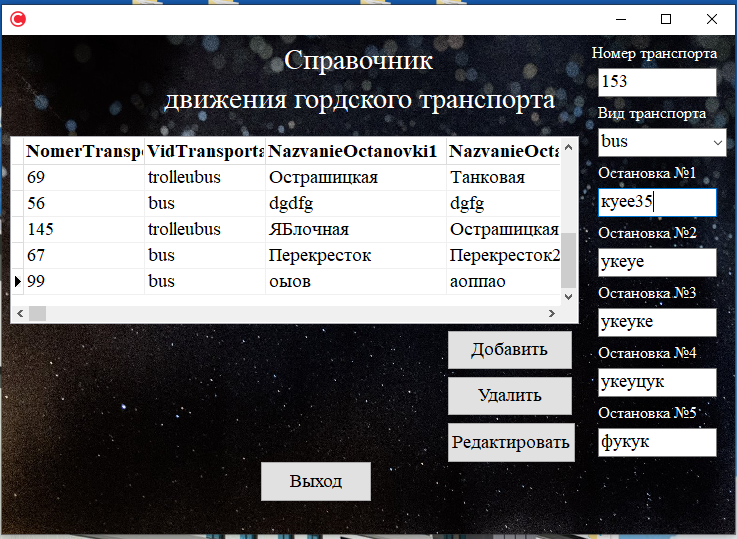 Справочник
движения гордского транспорта
NomerTranspo VidTransporta NazvanieOctanovki1 NazvanieOcta
69 trolleubus Острашицкая Танковая
56 bus dgdfg dgfg
145 trolleubus ЯБлочная Острашицкая
67 bus Перекресток Перекресток2
99 bus оыов аоппао
Добавить
Удалить
Редактировать
Выход
Номер транспорта
153
Вид транспорта
bus
Остановка №1
куее35
Остановка №2
укеуе
Остановка №3
укеуке
Остановка №4
укеуцук
Остановка №5
фукук